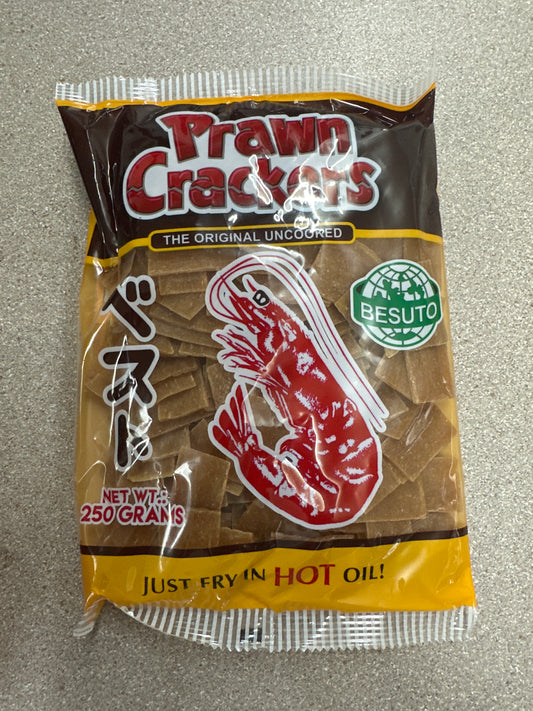 Prawn
Crackers
THE ORIGINAL UNCOOKED
BESUTO
NET WT.:
250 GRAMS
JUST FRY IN HOT OIL!